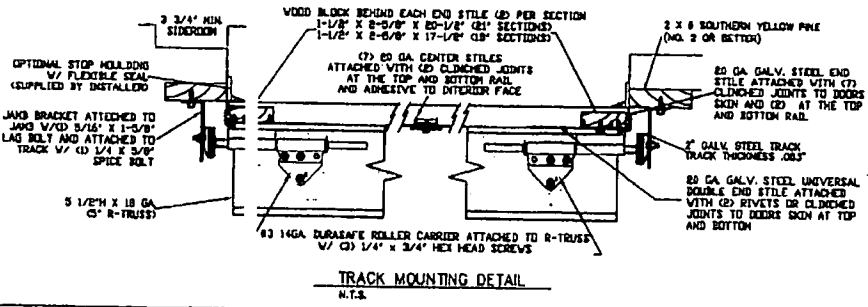 3 3/4" MIN.
SIDEROOM
WOOD BLOCK BEHIND EACH END STILE (2) PER SECTION
1-1/2" X 2-5/8" X 20-1/2" (21" SECTIONS)
1-1/2" X 2-5/8" X 17-1/2" (18" SECTIONS)
2 X 6 SOUTHERN YELLOW PINE
(NO. 2 OR BETTER)
OPTIONAL STOP MOULDING
W/ FLEXIBLE SEAL
(SUPPLIED BY INSTALLER)
(7) 20 GA. CENTER STILES
ATTACHED WITH (2) CLINCHED JOINTS
AT THE TOP AND BOTTOM RAIL
AND ADHESIVE TO INTERIOR FACE
20 GA. GALV. STEEL END
STILE ATTACHED WITH (7)
CLINCHED JOINTS TO DOORS
SKIN AND (2) AT THE TOP
AND BOTTOM RAIL
JAMB BRACKET ATTECHED TO
JAMB W/(1) 5/16" X 1-5/8"
LAG BOLT AND ATTACHED TO
TRACK W/ (1) 1/4 X 5/8"
SPICE BOLT
2" GALV. STEEL TRACK
TRACK THICKNESS .063"
20 GA. GALV. STEEL UNIVERSAL
DOUBLE END STILE ATTACHED
WITH (2) RIVETS OR CLINCHED
JOINTS TO DOORS SKIN AT TOP
AND BOTTOM
5 1/2"H X 18 GA
(5" R-TRUSS)
#3 14GA. DURASAFE ROLLER CARRIER ATTACHED TO R-TRUSS
W/ (3) 1/4" x 3/4" HEX HEAD SCREWS
TRACK MOUNTING DETAIL
N.T.S.